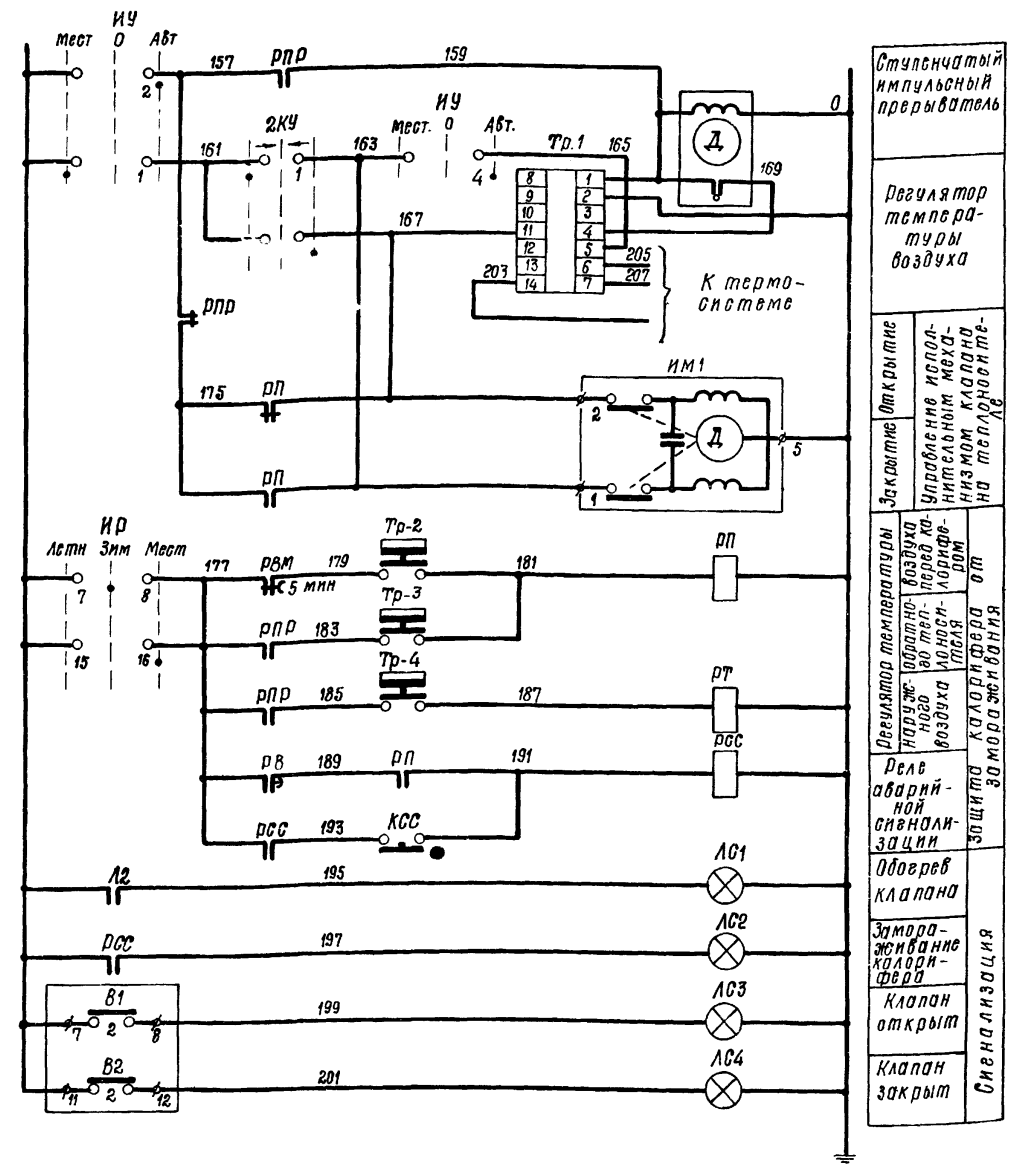 ИУ
Мест О Авт
157 РПР 159
2
О
2КУ
ИУ
161 163 Мест. О Авт.
Тр.1 165
1 1 4
169
Д
8 1
9 2
10 3
11 4
12 5
13 6
14 7
167
205
207
203
К термо-
системе
РПР
ИМ1
175 РП
2
Д
5
РП
1
ИР
Летн Зим Мест
177 РВМ 179 Тр-2 181 РП
5 мин
7 8
РПР 183 Тр-3
15 16
РПР 185 Тр-4 187 РТ
РВ 189 РП 191 РСС
РСС 193 КСС
Л2 195 ЛС1
РСС 197 ЛС2
В1 199 ЛС3
7 2 8
В2 201 ЛС4
11 2 12
Ступенчатый
импульсный
прерыватель
Регулятор
темпера-
туры
воздуха
Открытие
Закрытие
Управление испол-
нительным меха-
низмом клапана
на теплоносите-
ле
Регулятор температуры
воздуха
перед ка-
лорифе-
ром
обратно-
го теп-
лоноси-
теля
наруж-
ного
воздуха
Реле
аварий-
ной
сигнали-
зации
Защита калорифера от
замораживания
Обогрев
клапана
Замора-
живание
калори-
фера
Клапан
открыт
Клапан
закрыт
Сигнализация